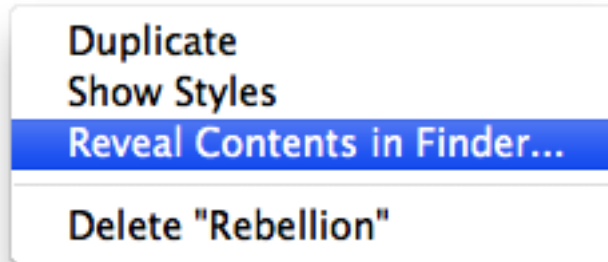 Duplicate
Show Styles
Reveal Contents in Finder...
Delete "Rebellion"